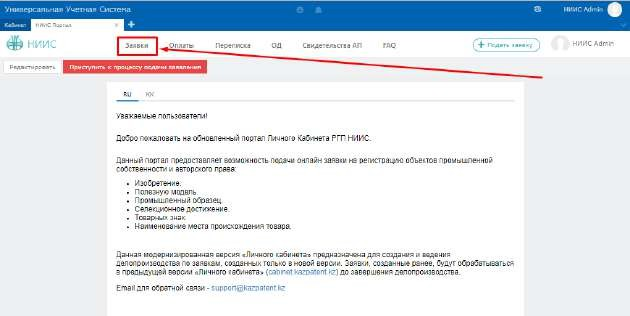 Универсальная Учетная Система
НИИС Admin
Кабинет
НИИС Портал
НИИС
Заявки
Оплаты
Переписка
ОД
Свидетельства АП
FAQ
Подать заявку
НИИС Admin
Редактировать
Приступить к процессу подачи заявления
RU
KK
Уважаемые пользователи!
Добро пожаловать на обновленный портал Личного Кабинета РГП НИИС.
Данный портал предоставляет возможность подачи онлайн заявки на регистрацию объектов промышленной
собственности и авторского права:
Изобретение.
Полезную модель.
Промышленный образец.
Селекционное достижение.
Товарных знак.
Наименование места происхождения товара.
Данная модернизированная версия «Личного кабинета» предназначена для создания и ведения
делопроизводства по заявкам, созданных только в новой версии. Заявки, созданные ранее, будут обрабатываться
в предыдущей версии «Личного кабинета» (cabinet.kazpatent.kz) до завершения делопроизводства.
Email для обратной связи - support@kazpatent.kz